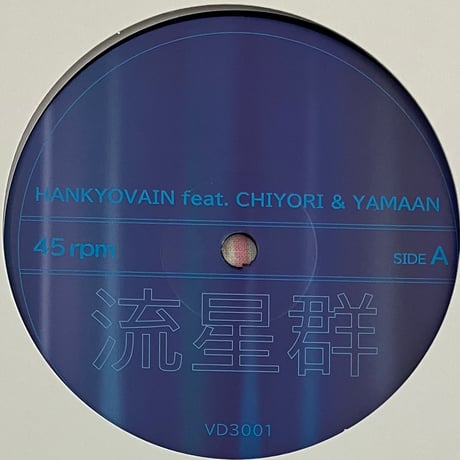 HANKYOVAIN feat. CHIYORI & YAMAAN
45 rpm
SIDE A
流星群
VD3001